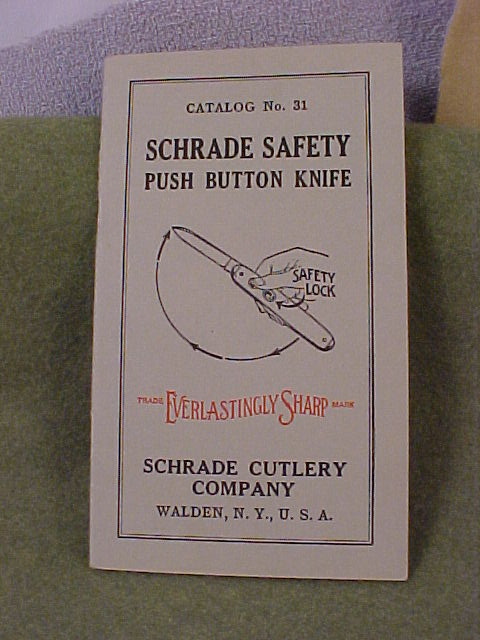 CATALOG No. 31
SCHRADE SAFETY
PUSH BUTTON KNIFE
SAFETY
LOCK
TRADE EVERLASTINGLY SHARP MARK
SCHRADE CUTLERY
COMPANY
WALDEN, N. Y., U. S. A.